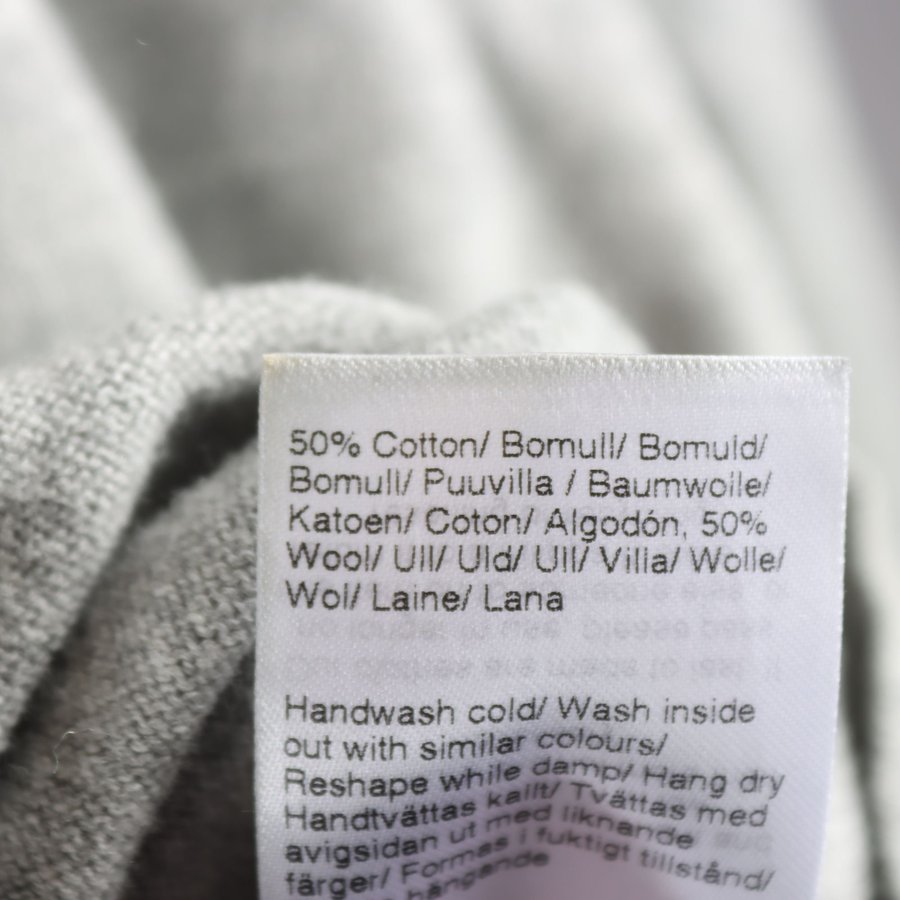 50% Cotton/ Bomull/ Bomuld/
Bomull/ Puuvilla / Baumwolle/
Katoen/ Coton/ Algodón, 50%
Wool/ Ull/ Uld/ Ull/ Villa/ Wolle/
Wol/ Laine/ Lana
Handwash cold/ Wash inside
out with similar colours/
Reshape while damp/ Hang dry
Handtvättas kallt/ Tvättas med
avigsidan ut med liknande
färger/ Formas i fuktigt tillstånd/
hängande